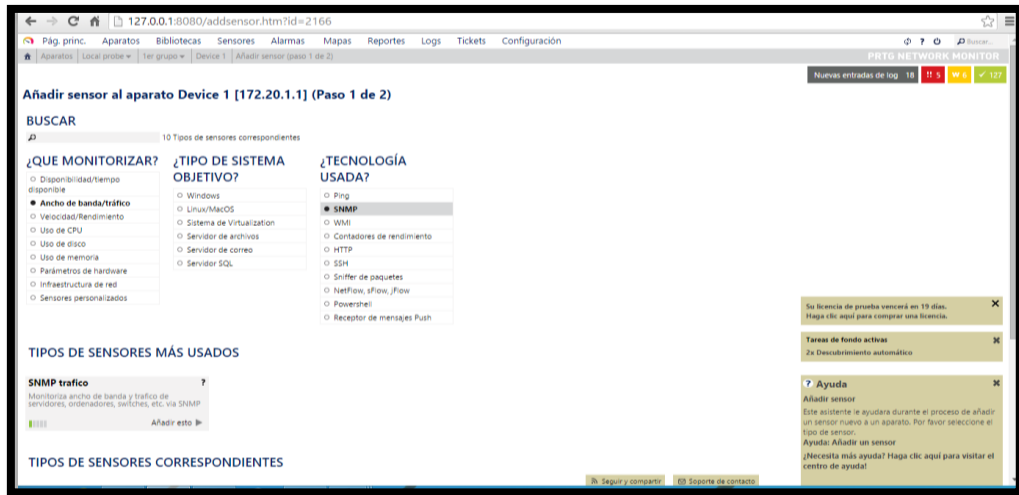 127.0.0.1:8080/addsensor.htm?id=2166
Pág. princ. Aparatos Bibliotecas Sensores Alarmas Mapas Reportes Logs Tickets Configuración Buscar...
Aparatos Local probe 1er grupo Device 1 Añadir sensor (paso 1 de 2) PRTG NETWORK MONITOR
Nuevas entradas de log 18 !! 5 W 6 ✓ 127
Añadir sensor al aparato Device 1 [172.20.1.1] (Paso 1 de 2)
BUSCAR
10 Tipos de sensores correspondientes
¿QUE MONITORIZAR?
Disponibilidad/tiempo
disponible
Ancho de banda/tráfico
Velocidad/Rendimiento
Uso de CPU
Uso de disco
Uso de memoria
Parámetros de hardware
Infraestructura de red
Sensores personalizados
¿TIPO DE SISTEMA
OBJETIVO?
Windows
Linux/MacOS
Sistema de Virtualization
Servidor de archivos
Servidor de correo
Servidor SQL
¿TECNOLOGÍA
USADA?
Ping
SNMP
WMI
Contadores de rendimiento
HTTP
SSH
Sniffer de paquetes
NetFlow, sFlow, jFlow
Powershell
Receptor de mensajes Push
TIPOS DE SENSORES MÁS USADOS
SNMP trafico ?
Monitoriza ancho de banda y trafico de
servidores, ordenadores, switches, etc. via SNMP
Añadir esto
TIPOS DE SENSORES CORRESPONDIENTES
Su licencia de prueba vencerá en 19 días.
Haga clic aquí para comprar una licencia.
Tareas de fondo activas
2x Descubrimiento automático
? Ayuda
Añadir sensor
Este asistente le ayudara durante el proceso de añadir
un sensor nuevo a un aparato. Por favor seleccione el
tipo de sensor.
Ayuda: Añadir un sensor
¿Necesita más ayuda? Haga clic aquí para visitar el
centro de ayuda!
Seguir y compartir Soporte de contacto